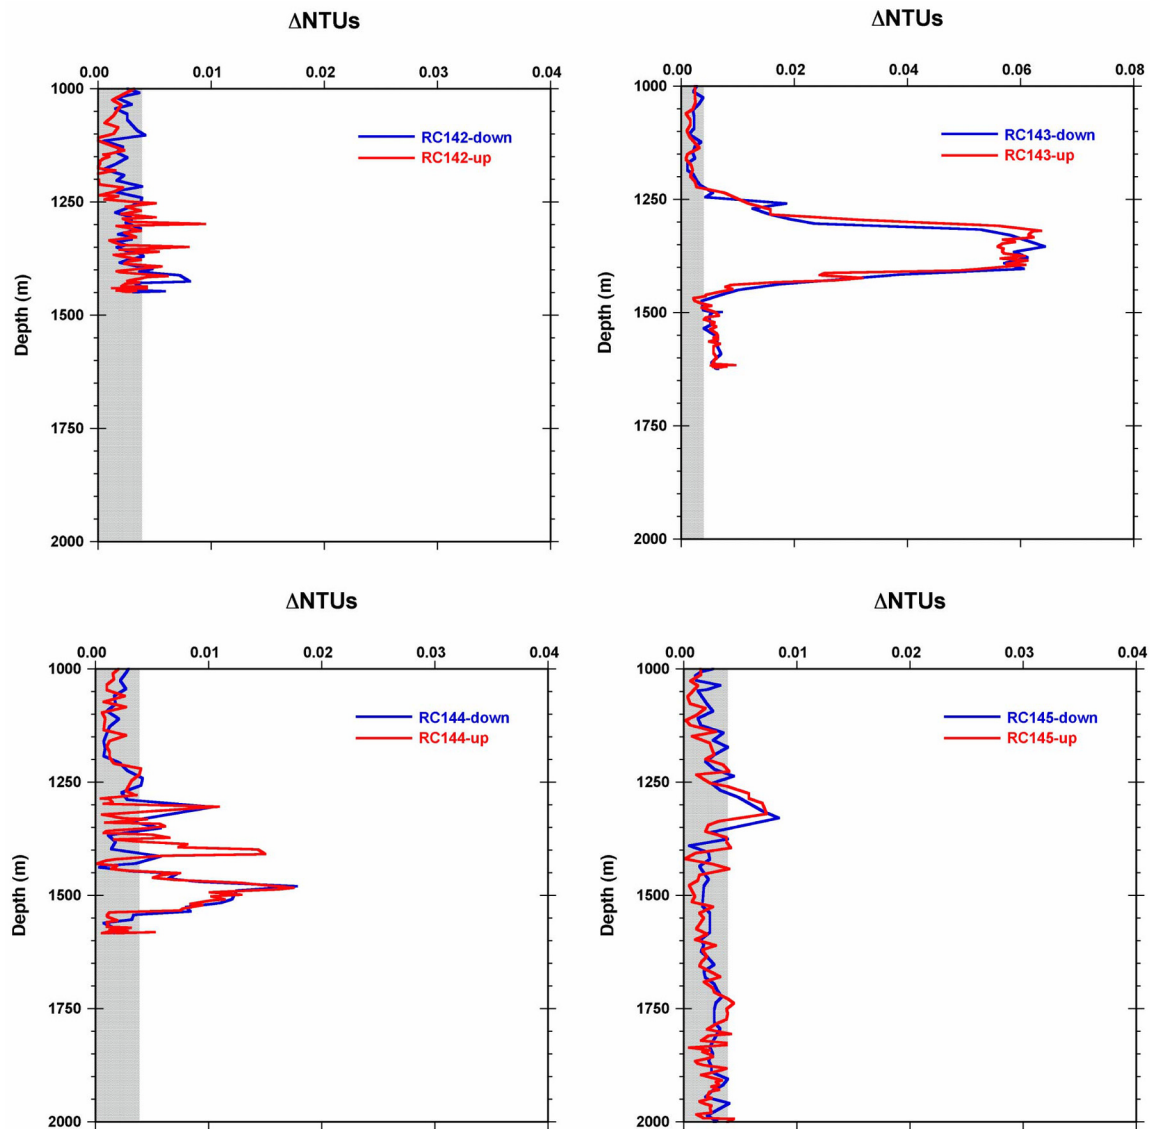 ΔNTUs
0.00 0.01 0.02 0.03 0.04
1000
1250
1500
1750
2000
Depth (m)
RC142-down
RC142-up
ΔNTUs
0.00 0.02 0.04 0.06 0.08
1000
1250
1500
1750
2000
Depth (m)
RC143-down
RC143-up
ΔNTUs
0.00 0.01 0.02 0.03 0.04
1000
1250
1500
1750
2000
Depth (m)
RC144-down
RC144-up
ΔNTUs
0.00 0.01 0.02 0.03 0.04
1000
1250
1500
1750
2000
Depth (m)
RC145-down
RC145-up